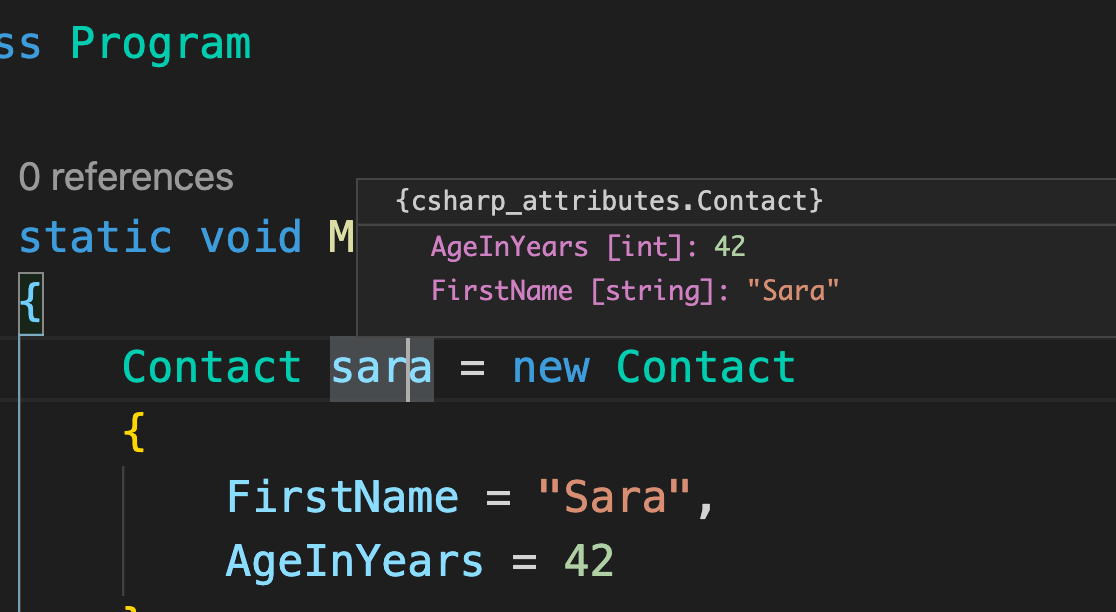 ss Program
0 references
static void M
{csharp_attributes.Contact}
AgeInYears [int]: 42
FirstName [string]: "Sara"
{
Contact sara = new Contact
{
FirstName = "Sara",
AgeInYears = 42
}